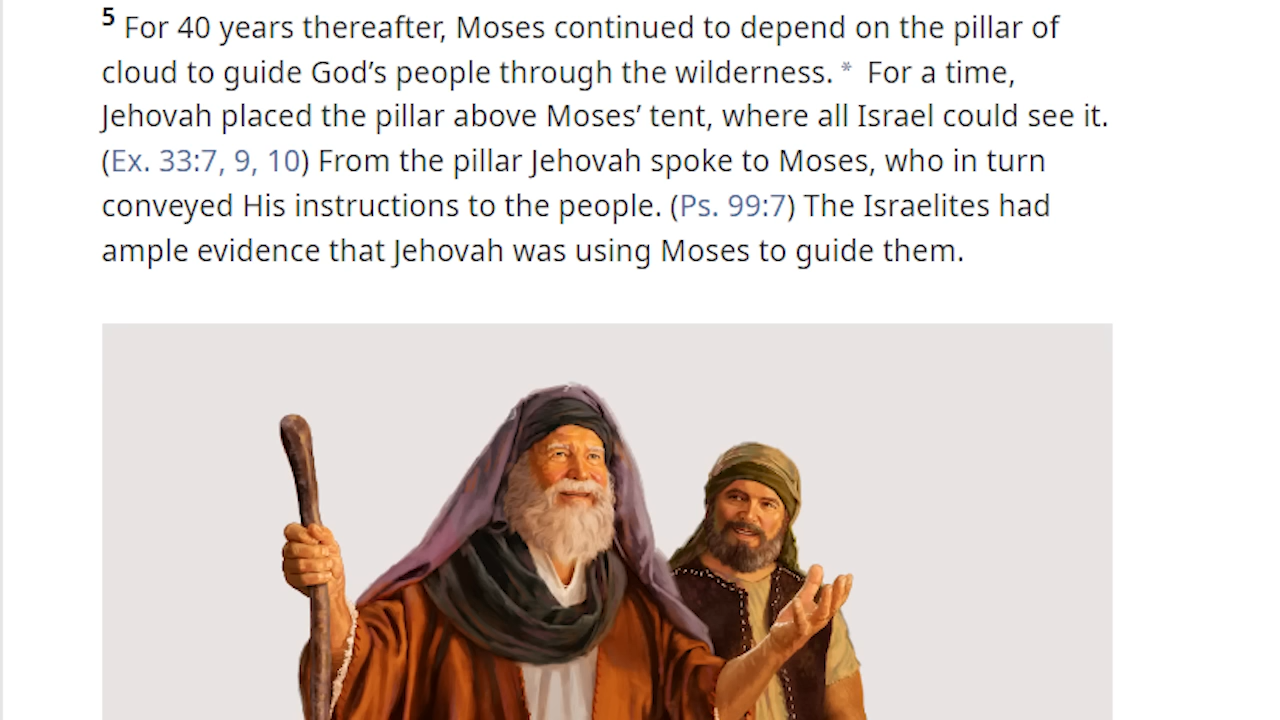 5 For 40 years thereafter, Moses continued to depend on the pillar of
cloud to guide God’s people through the wilderness. * For a time,
Jehovah placed the pillar above Moses’ tent, where all Israel could see it.
(Ex. 33:7, 9, 10) From the pillar Jehovah spoke to Moses, who in turn
conveyed His instructions to the people. (Ps. 99:7) The Israelites had
ample evidence that Jehovah was using Moses to guide them.